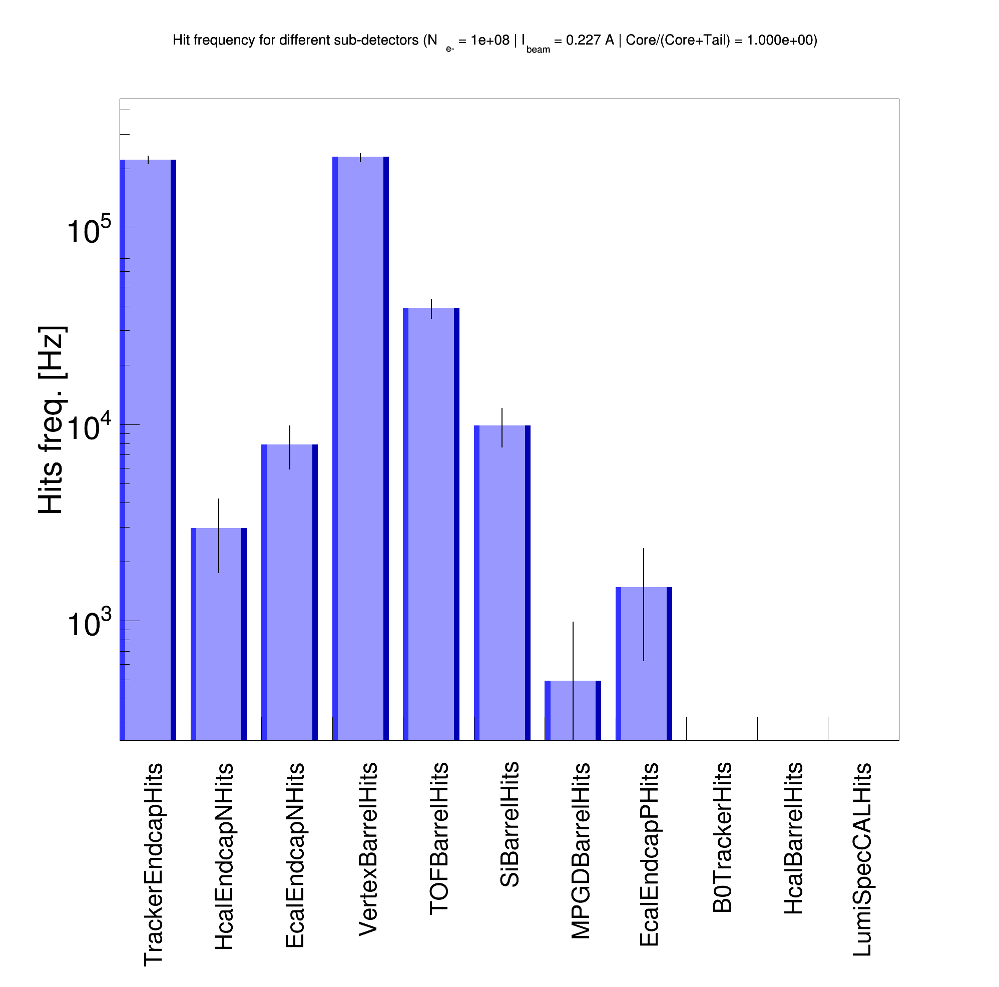 Hit frequency for different sub-detectors (N e- = 1e+08 | I beam = 0.227 A | Core/(Core+Tail) = 1.000e+00)
Hits freq. [Hz]
10^5
10^4
10^3
TrackerEndcapHits
HcalEndcapNHits
EcalEndcapNHits
VertexBarrelHits
TOFBarrelHits
SiBarrelHits
MPGDBarrelHits
EcalEndcapPHits
B0TrackerHits
HcalBarrelHits
LumiSpecCALHits